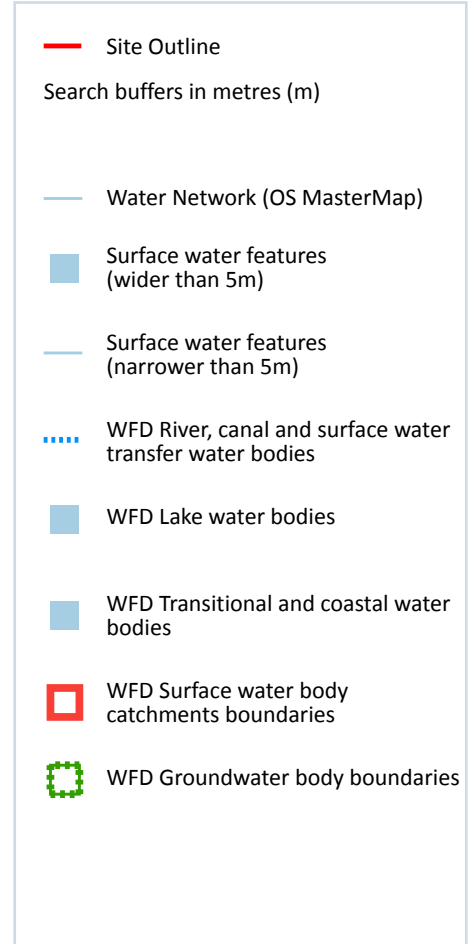 Site Outline
Search buffers in metres (m)
Water Network (OS MasterMap)
Surface water features
(wider than 5m)
Surface water features
(narrower than 5m)
WFD River, canal and surface water
transfer water bodies
WFD Lake water bodies
WFD Transitional and coastal water
bodies
WFD Surface water body
catchments boundaries
WFD Groundwater body boundaries